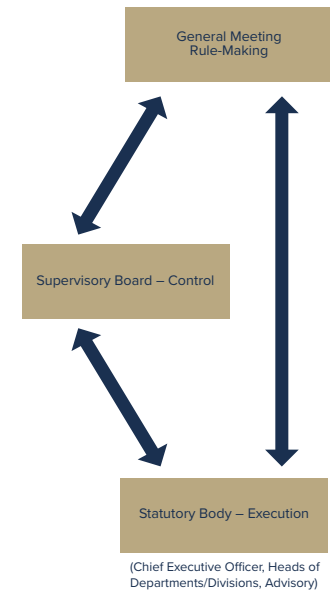 General Meeting
Rule-Making
Supervisory Board – Control
Statutory Body – Execution
(Chief Executive Officer, Heads of
Departments/Divisions, Advisory)